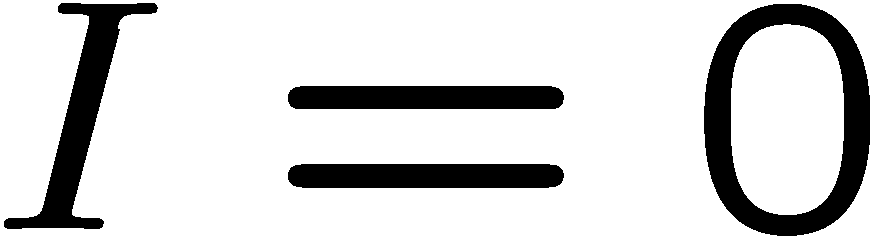 I = 0